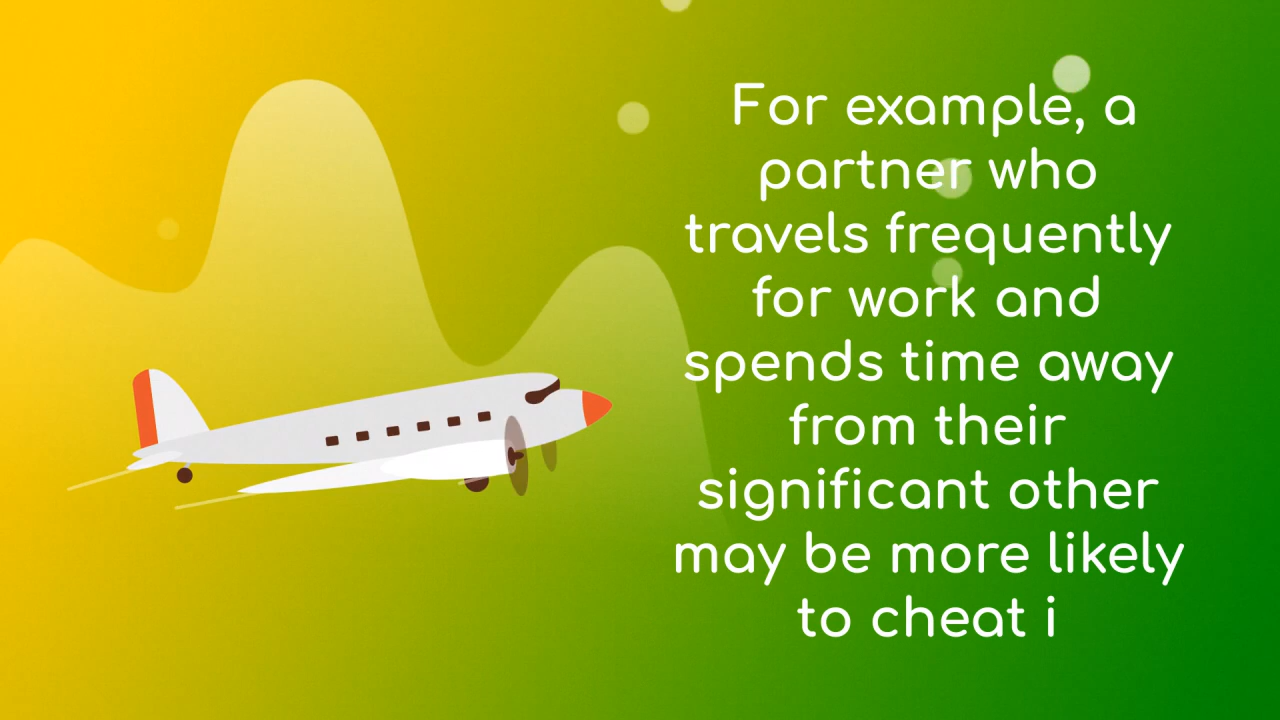 For example, a
partner who
travels frequently
for work and
spends time away
from their
significant other
may be more likely
to cheat i